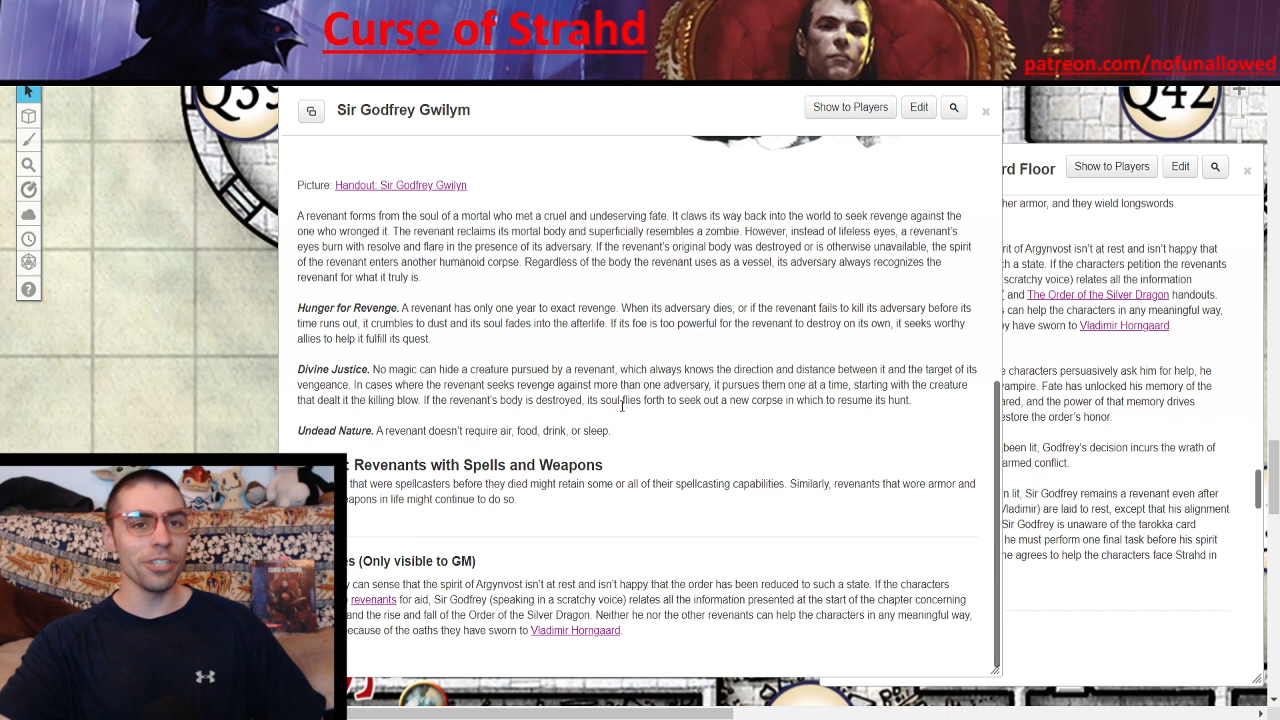 Curse of Strahd
patreon.com/nofunallowed
Q39
Q42
Sir Godfrey Gwilym
Show to Players
Edit
Picture: Handout: Sir Godfrey Gwilyn
A revenant forms from the soul of a mortal who met a cruel and undeserving fate. It claws its way back into the world to seek revenge against the
one who wronged it. The revenant reclaims its mortal body and superficially resembles a zombie. However, instead of lifeless eyes, a revenant's
eyes burn with resolve and flare in the presence of its adversary. If the revenant's original body was destroyed or is otherwise unavailable, the spirit
of the revenant enters another humanoid corpse. Regardless of the body the revenant uses as a vessel, its adversary always recognizes the
revenant for what it truly is.
Hunger for Revenge. A revenant has only one year to exact revenge. When its adversary dies, or if the revenant fails to kill its adversary before its
time runs out, it crumbles to dust and its soul fades into the afterlife. If its foe is too powerful for the revenant to destroy on its own, it seeks worthy
allies to help it fulfill its quest.
Divine Justice. No magic can hide a creature pursued by a revenant, which always knows the direction and distance between it and the target of its
vengeance. In cases where the revenant seeks revenge against more than one adversary, it pursues them one at a time, starting with the creature
that dealt it the killing blow. If the revenant's body is destroyed, its soul flies forth to seek out a new corpse in which to resume its hunt.
Undead Nature. A revenant doesn't require air, food, drink, or sleep.
: Revenants with Spells and Weapons
that were spellcasters before they died might retain some or all of their spellcasting capabilities. Similarly, revenants that wore armor and
eapons in life might continue to do so.
es (Only visible to GM)
y can sense that the spirit of Argynvost isn't at rest and isn't happy that the order has been reduced to such a state. If the characters
revenants for aid, Sir Godfrey (speaking in a scratchy voice) relates all the information presented at the start of the chapter concerning
and the rise and fall of the Order of the Silver Dragon. Neither he nor the other revenants can help the characters in any meaningful way,
ecause of the oaths they have sworn to Vladimir Horngaard.
rd Floor
Show to Players
Edit
her armor, and they wield longswords.
rit of Argynvost isn't at rest and isn't happy that
h a state. If the characters petition the revenants
scratchy voice) relates all the information
and The Order of the Silver Dragon handouts.
can help the characters in any meaningful way,
y have sworn to Vladimir Horngaard.
characters persuasively ask him for help, he
ampire. Fate has unlocked his memory of the
ared, and the power of that memory drives
estore the order's honor.
been lit, Godfrey's decision incurs the wrath of
armed conflict.
n lit, Sir Godfrey remains a revenant even after
Vladimir) are laid to rest, except that his alignment
Sir Godfrey is unaware of the tarokka card
he must perform one final task before his spirit
he agrees to help the characters face Strahd in